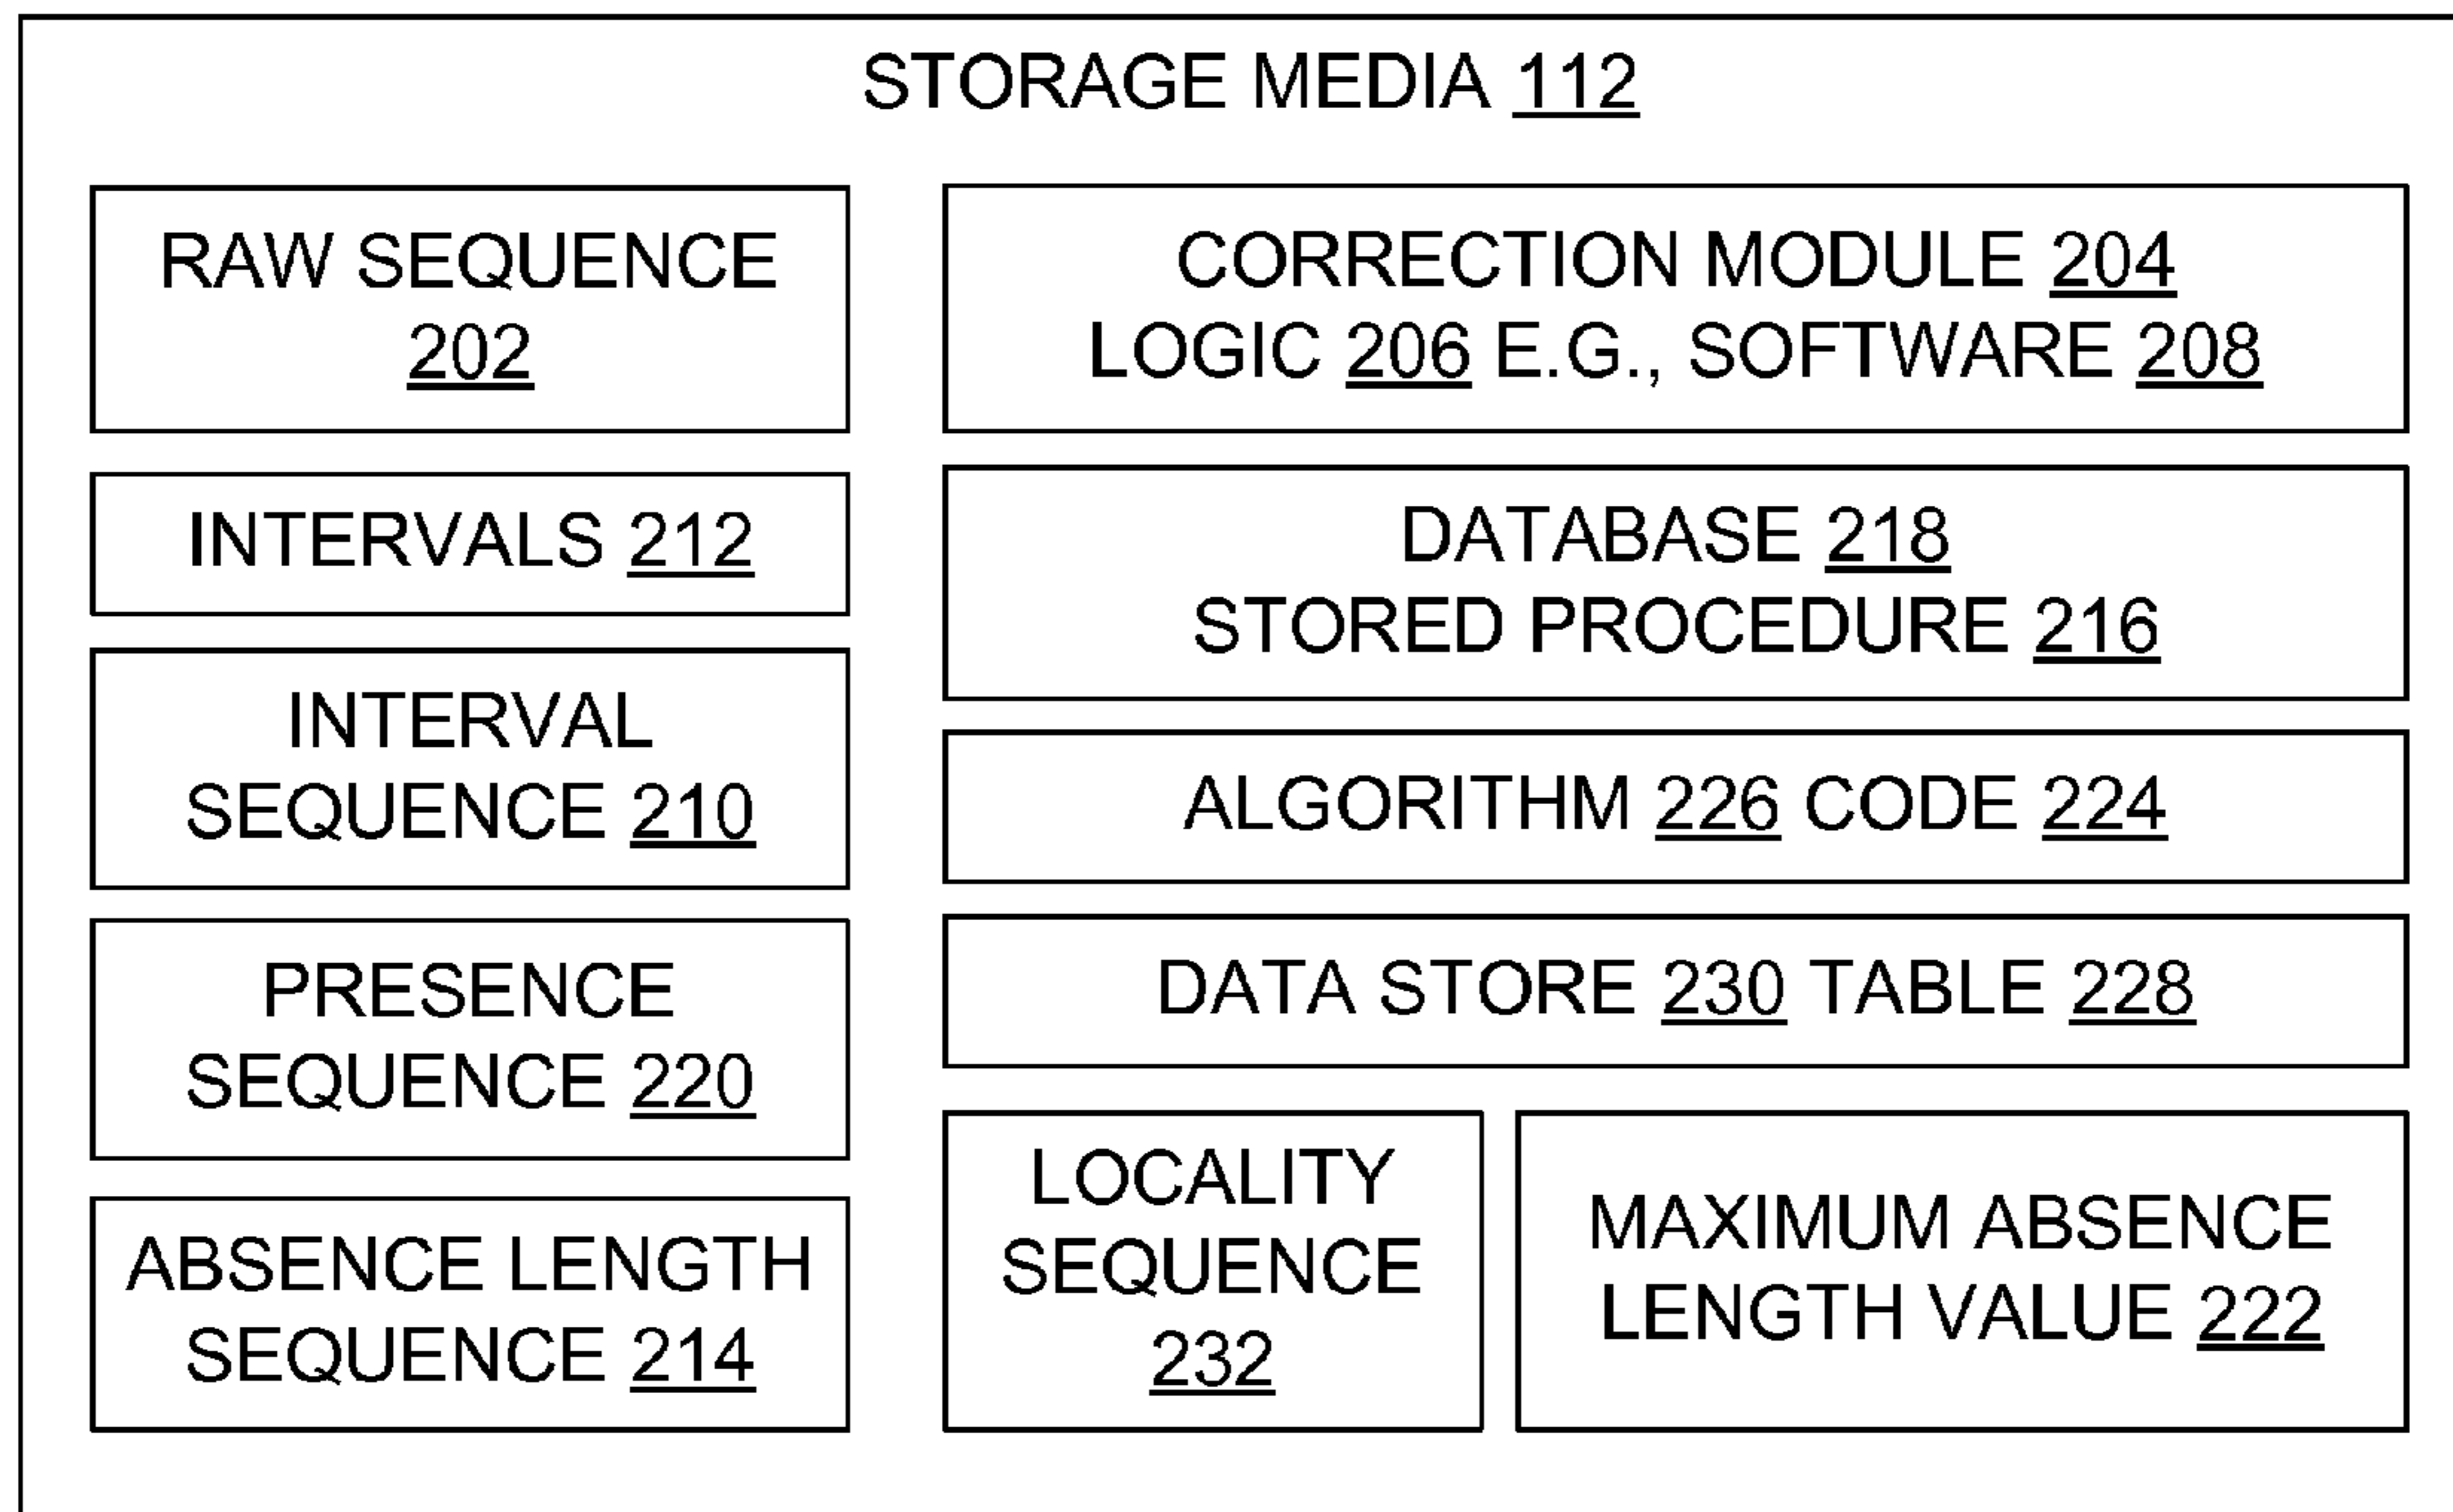 STORAGE MEDIA 112
RAW SEQUENCE
202
INTERVALS 212
INTERVAL
SEQUENCE 210
PRESENCE
SEQUENCE 220
ABSENCE LENGTH
SEQUENCE 214
CORRECTION MODULE 204
LOGIC 206 E.G., SOFTWARE 208
DATABASE 218
STORED PROCEDURE 216
ALGORITHM 226 CODE 224
DATA STORE 230 TABLE 228
LOCALITY
SEQUENCE
232
MAXIMUM ABSENCE
LENGTH VALUE 222